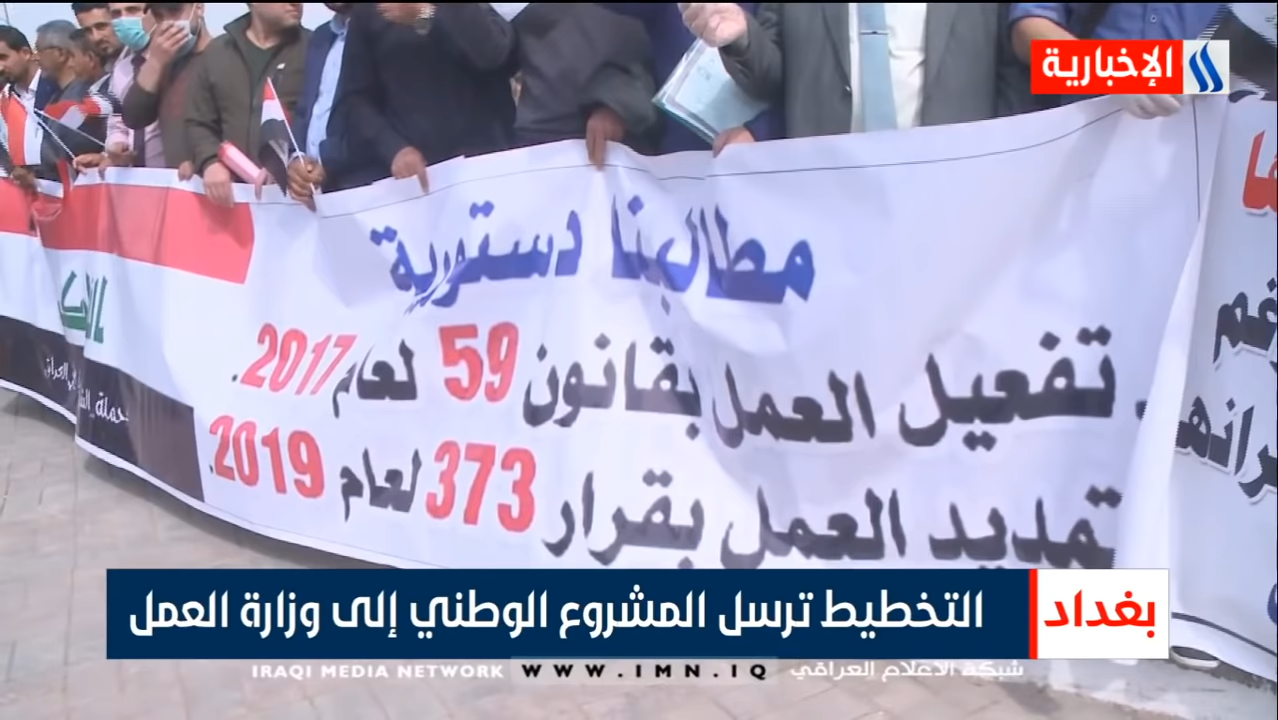 الإخبارية
مطالبنا دستورية
تفعيل العمل بقانون 59 لعام 2017.
تمديد العمل بقرار 373 لعام 2019.
بغداد
التخطيط ترسل المشروع الوطني إلى وزارة العمل
IRAQI MEDIA NETWORK WWW.IMN.IQ شبكة الاعلام العراقي